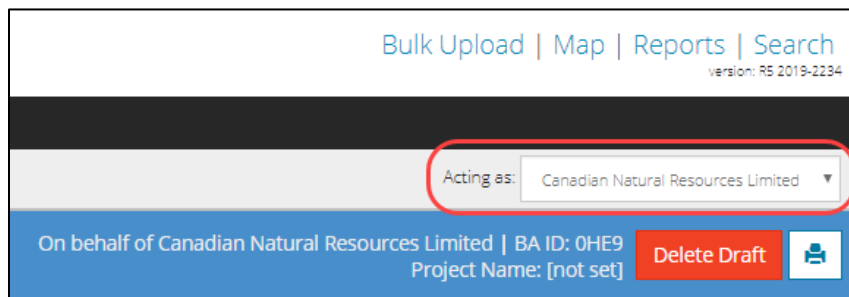 Bulk Upload | Map | Reports | Search
version: R5 2019-2234
Acting as: Canadian Natural Resources Limited
On behalf of Canadian Natural Resources Limited | BA ID: 0HE9
Project Name: [not set]
Delete Draft